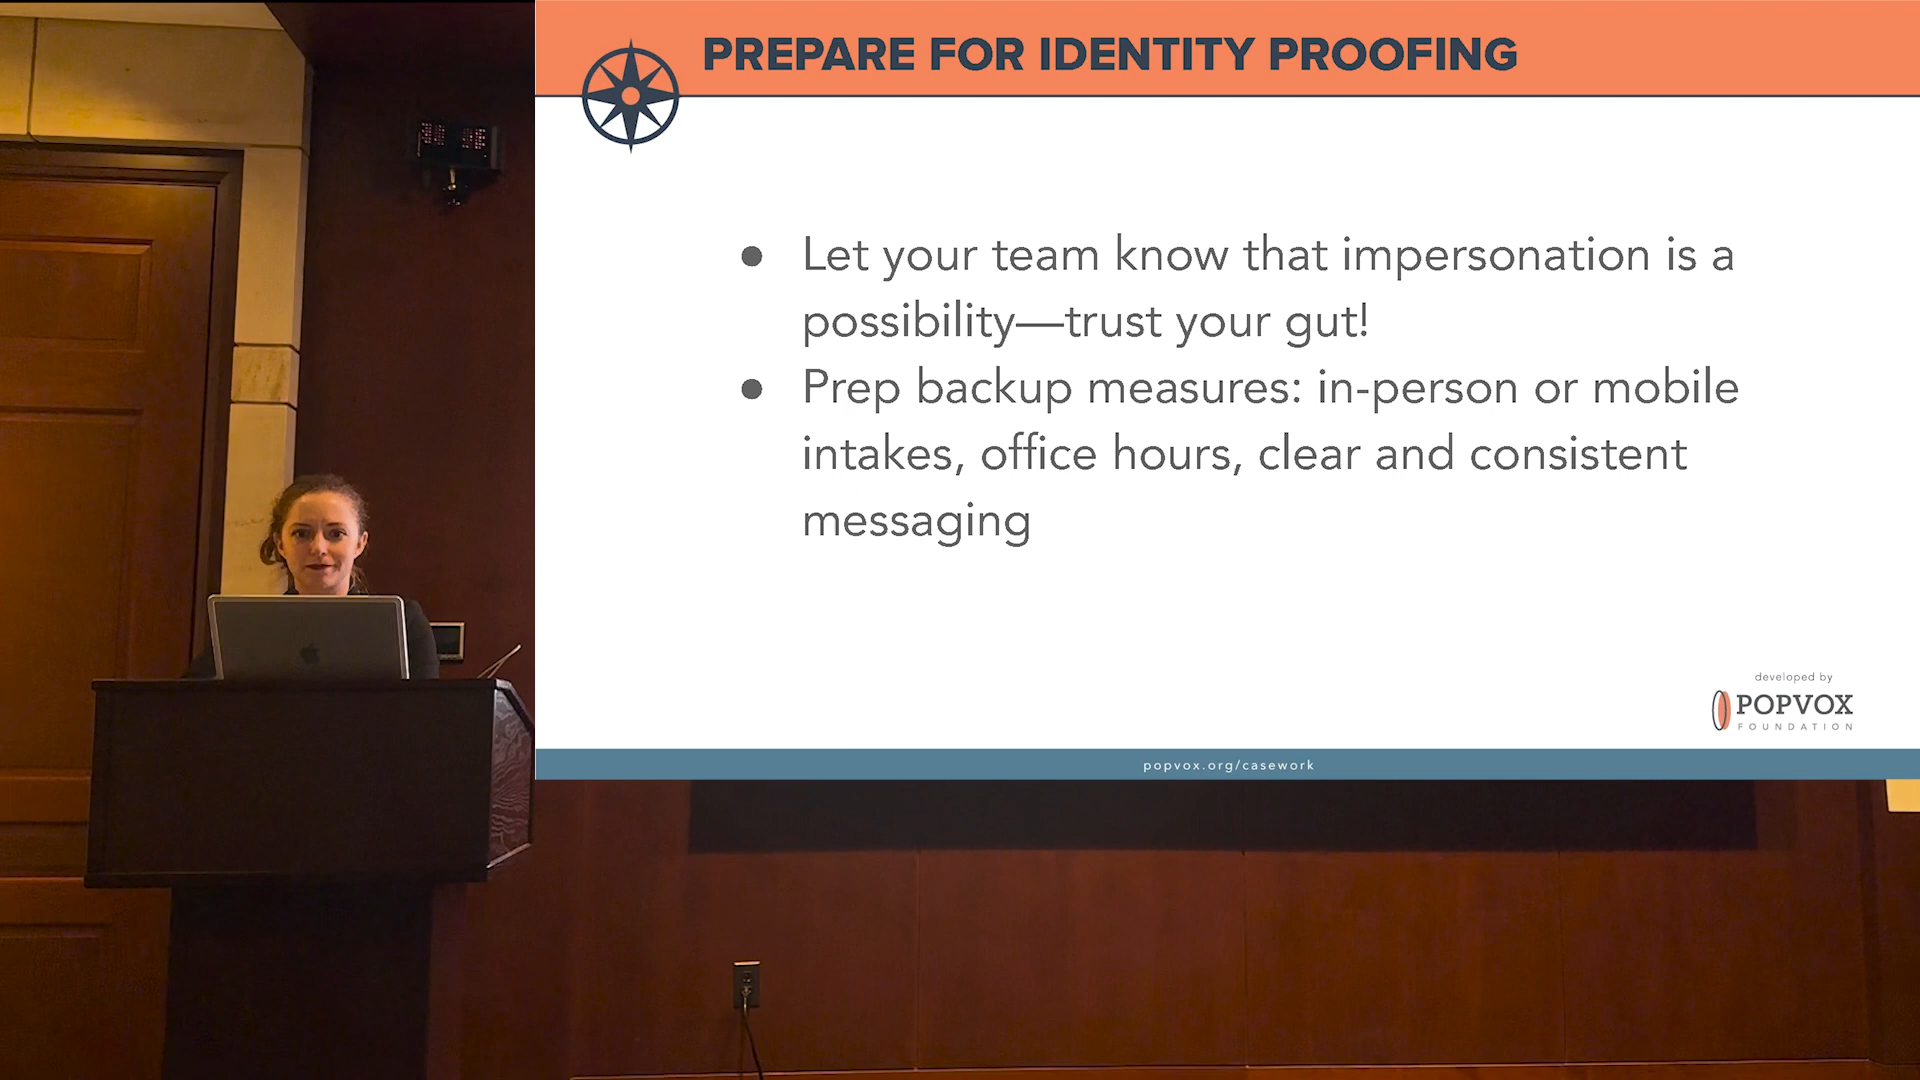 PREPARE FOR IDENTITY PROOFING
● Let your team know that impersonation is a
possibility—trust your gut!
● Prep backup measures: in-person or mobile
intakes, office hours, clear and consistent
messaging
developed by
POPVOX
FOUNDATION
popvox.org/casework